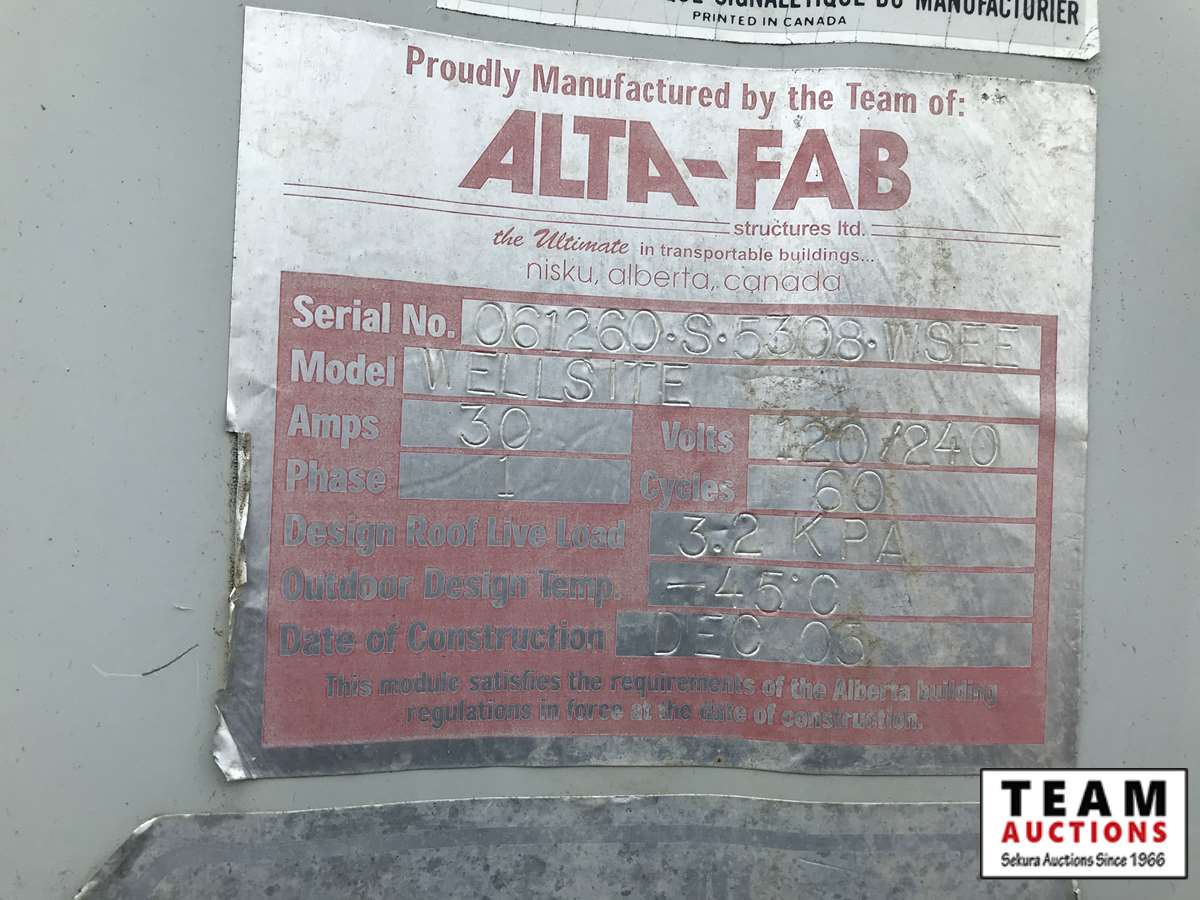 SIGNALETIQUE DU MANUFACTURIER
PRINTED IN CANADA
Proudly Manufactured by the Team of:
ALTA-FAB
structures ltd.
the Ultimate in transportable buildings...
nisku, alberta, canada
Serial No. 061260·S·5308·WSEE
Model WELLSITE
Amps 30 Volts 120/240
Phase 1 Cycles 60
Design Roof Live Load 3.2 KPA
Outdoor Design Temp. -45°C
Date of Construction DEC 05
This module satisfies the requirements of the Alberta building
regulations in force at the date of construction.
TEAM
AUCTIONS
Sekura Auctions Since 1966